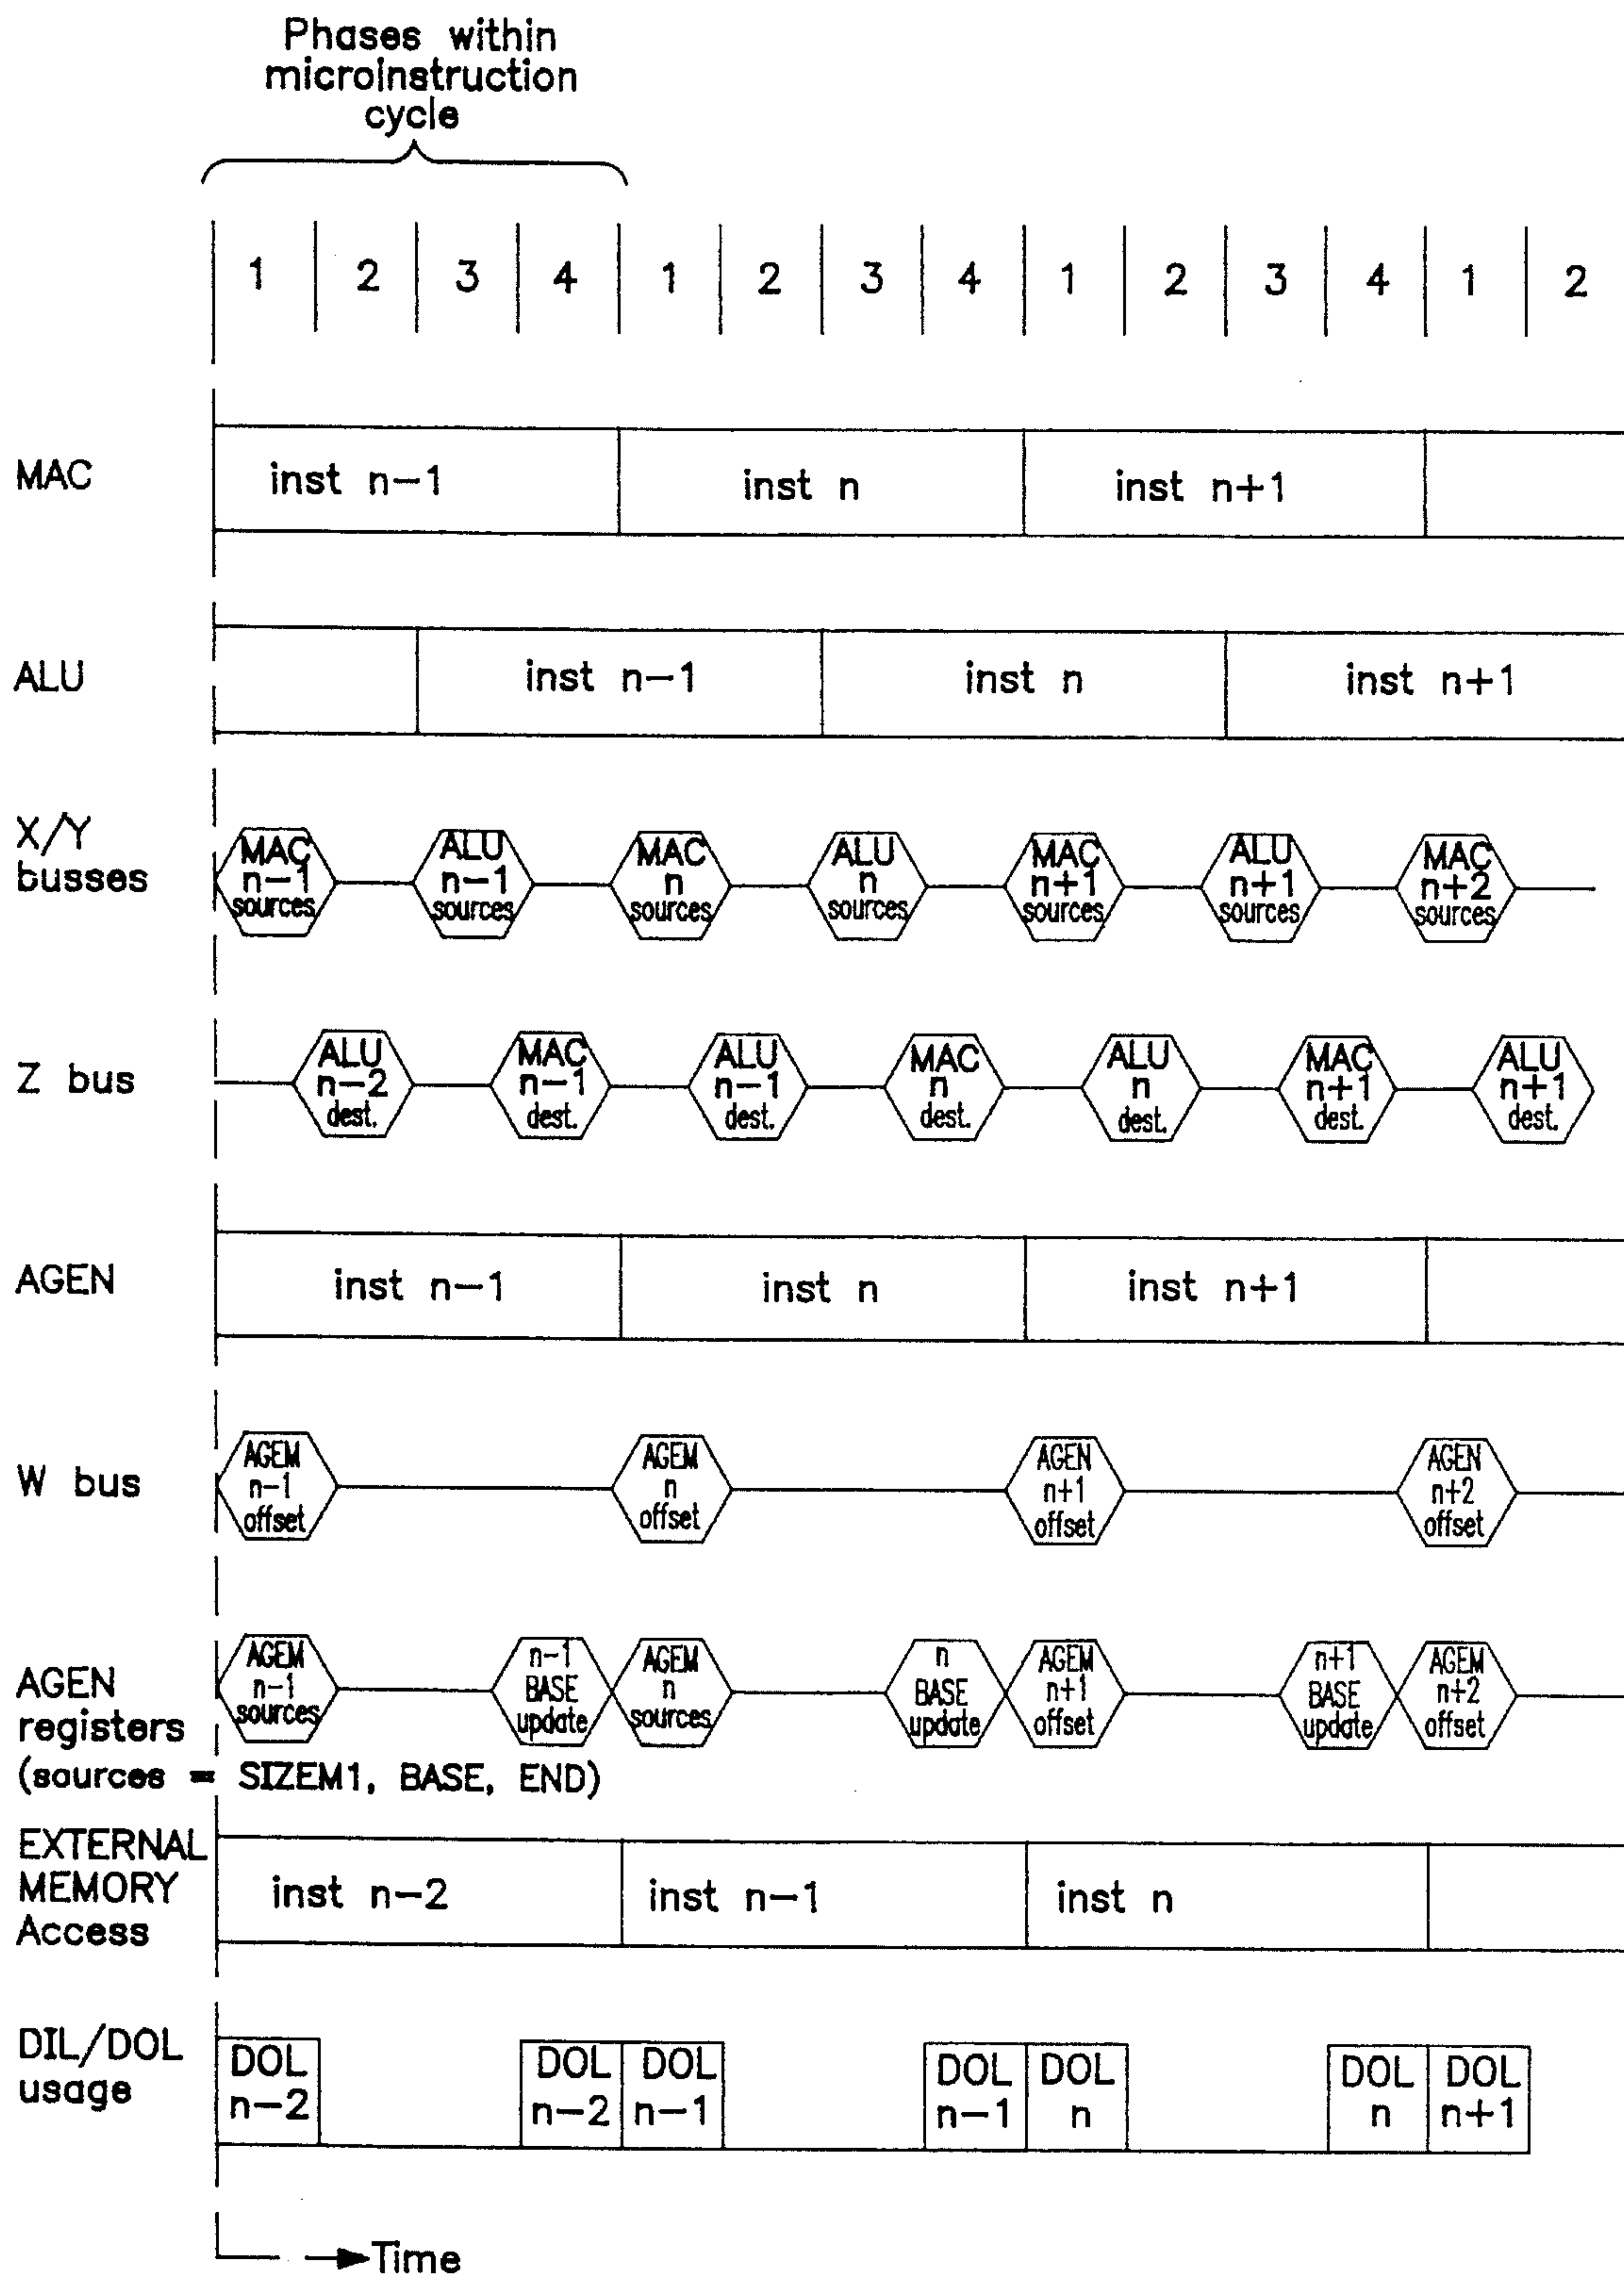 Phases within
microinstruction
cycle
1 2 3 4 1 2 3 4 1 2 3 4 1 2
MAC
inst n-1 inst n inst n+1
ALU
inst n-1 inst n inst n+1
X/Y
busses
MAC n-1 sources
ALU n-1 sources
MAC n sources
ALU n sources
MAC n+1 sources
ALU n+1 sources
MAC n+2 sources
Z bus
ALU n-2 dest.
MAC n-1 dest.
ALU n-1 dest.
MAC n dest.
ALU n dest.
MAC n+1 dest.
ALU n+1 dest.
AGEN
inst n-1 inst n inst n+1
W bus
AGEM n-1 offset
AGEM n offset
AGEN n+1 offset
AGEN n+2 offset
AGEN
registers
(sources = SIZEM1, BASE, END)
AGEM n-1 sources
n-1 BASE update
AGEM n sources
n BASE update
AGEM n+1 offset
n+1 BASE update
AGEM n+2 offset
EXTERNAL
MEMORY
Access
inst n-2 inst n-1 inst n
DIL/DOL
usage
DOL n-2
DOL n-2
DOL n-1
DOL n-1
DOL n
DOL n
DOL n+1
Time